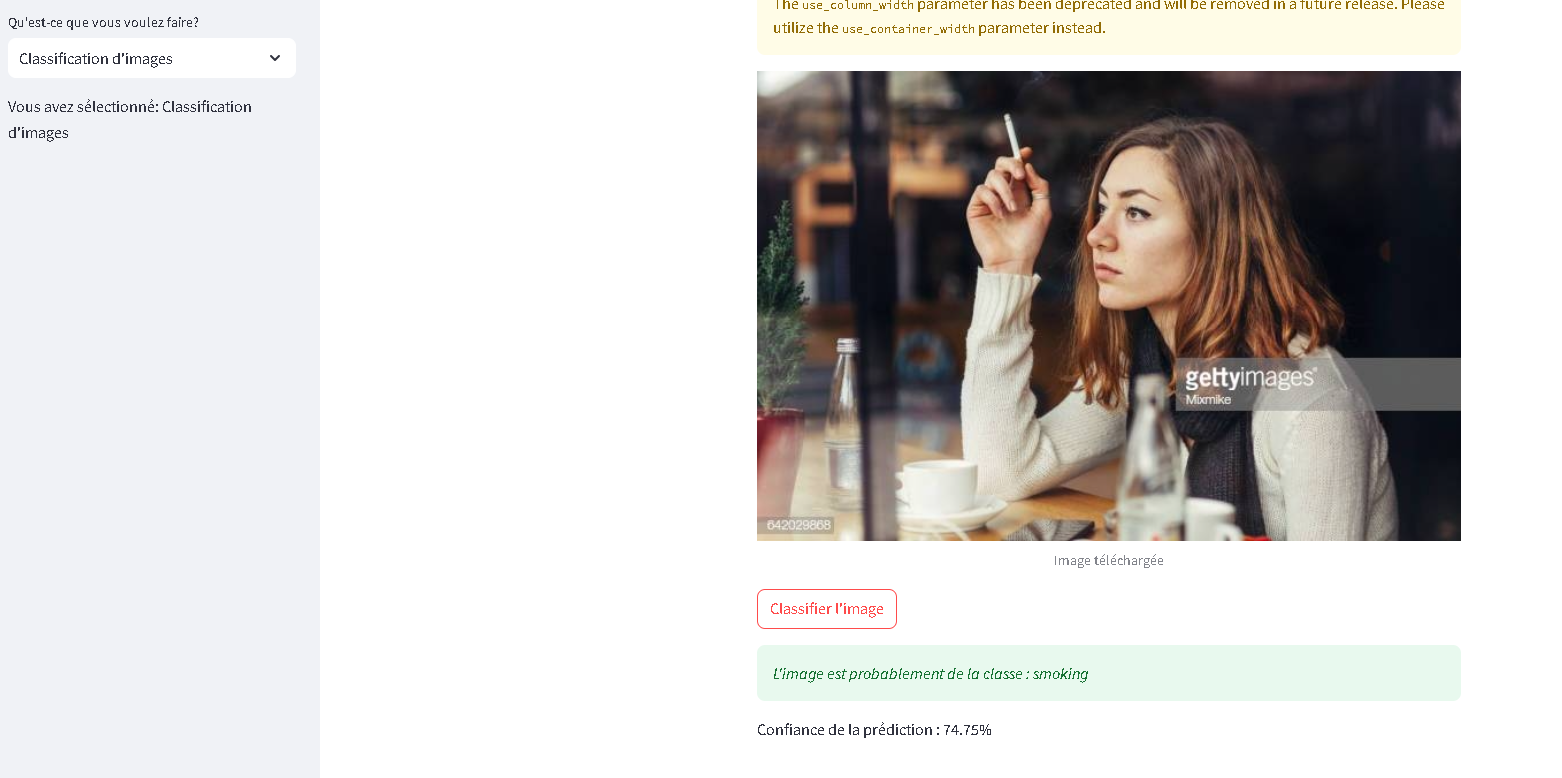 Qu'est-ce que vous voulez faire?
Classification d'images
Vous avez sélectionné: Classification
d'images
The use_column_width parameter has been deprecated and will be removed in a future release. Please
utilize the use_container_width parameter instead.
gettyimages®
Mixmike
642029868
Image téléchargée
Classifier l'image
L'image est probablement de la classe : smoking
Confiance de la prédiction : 74.75%